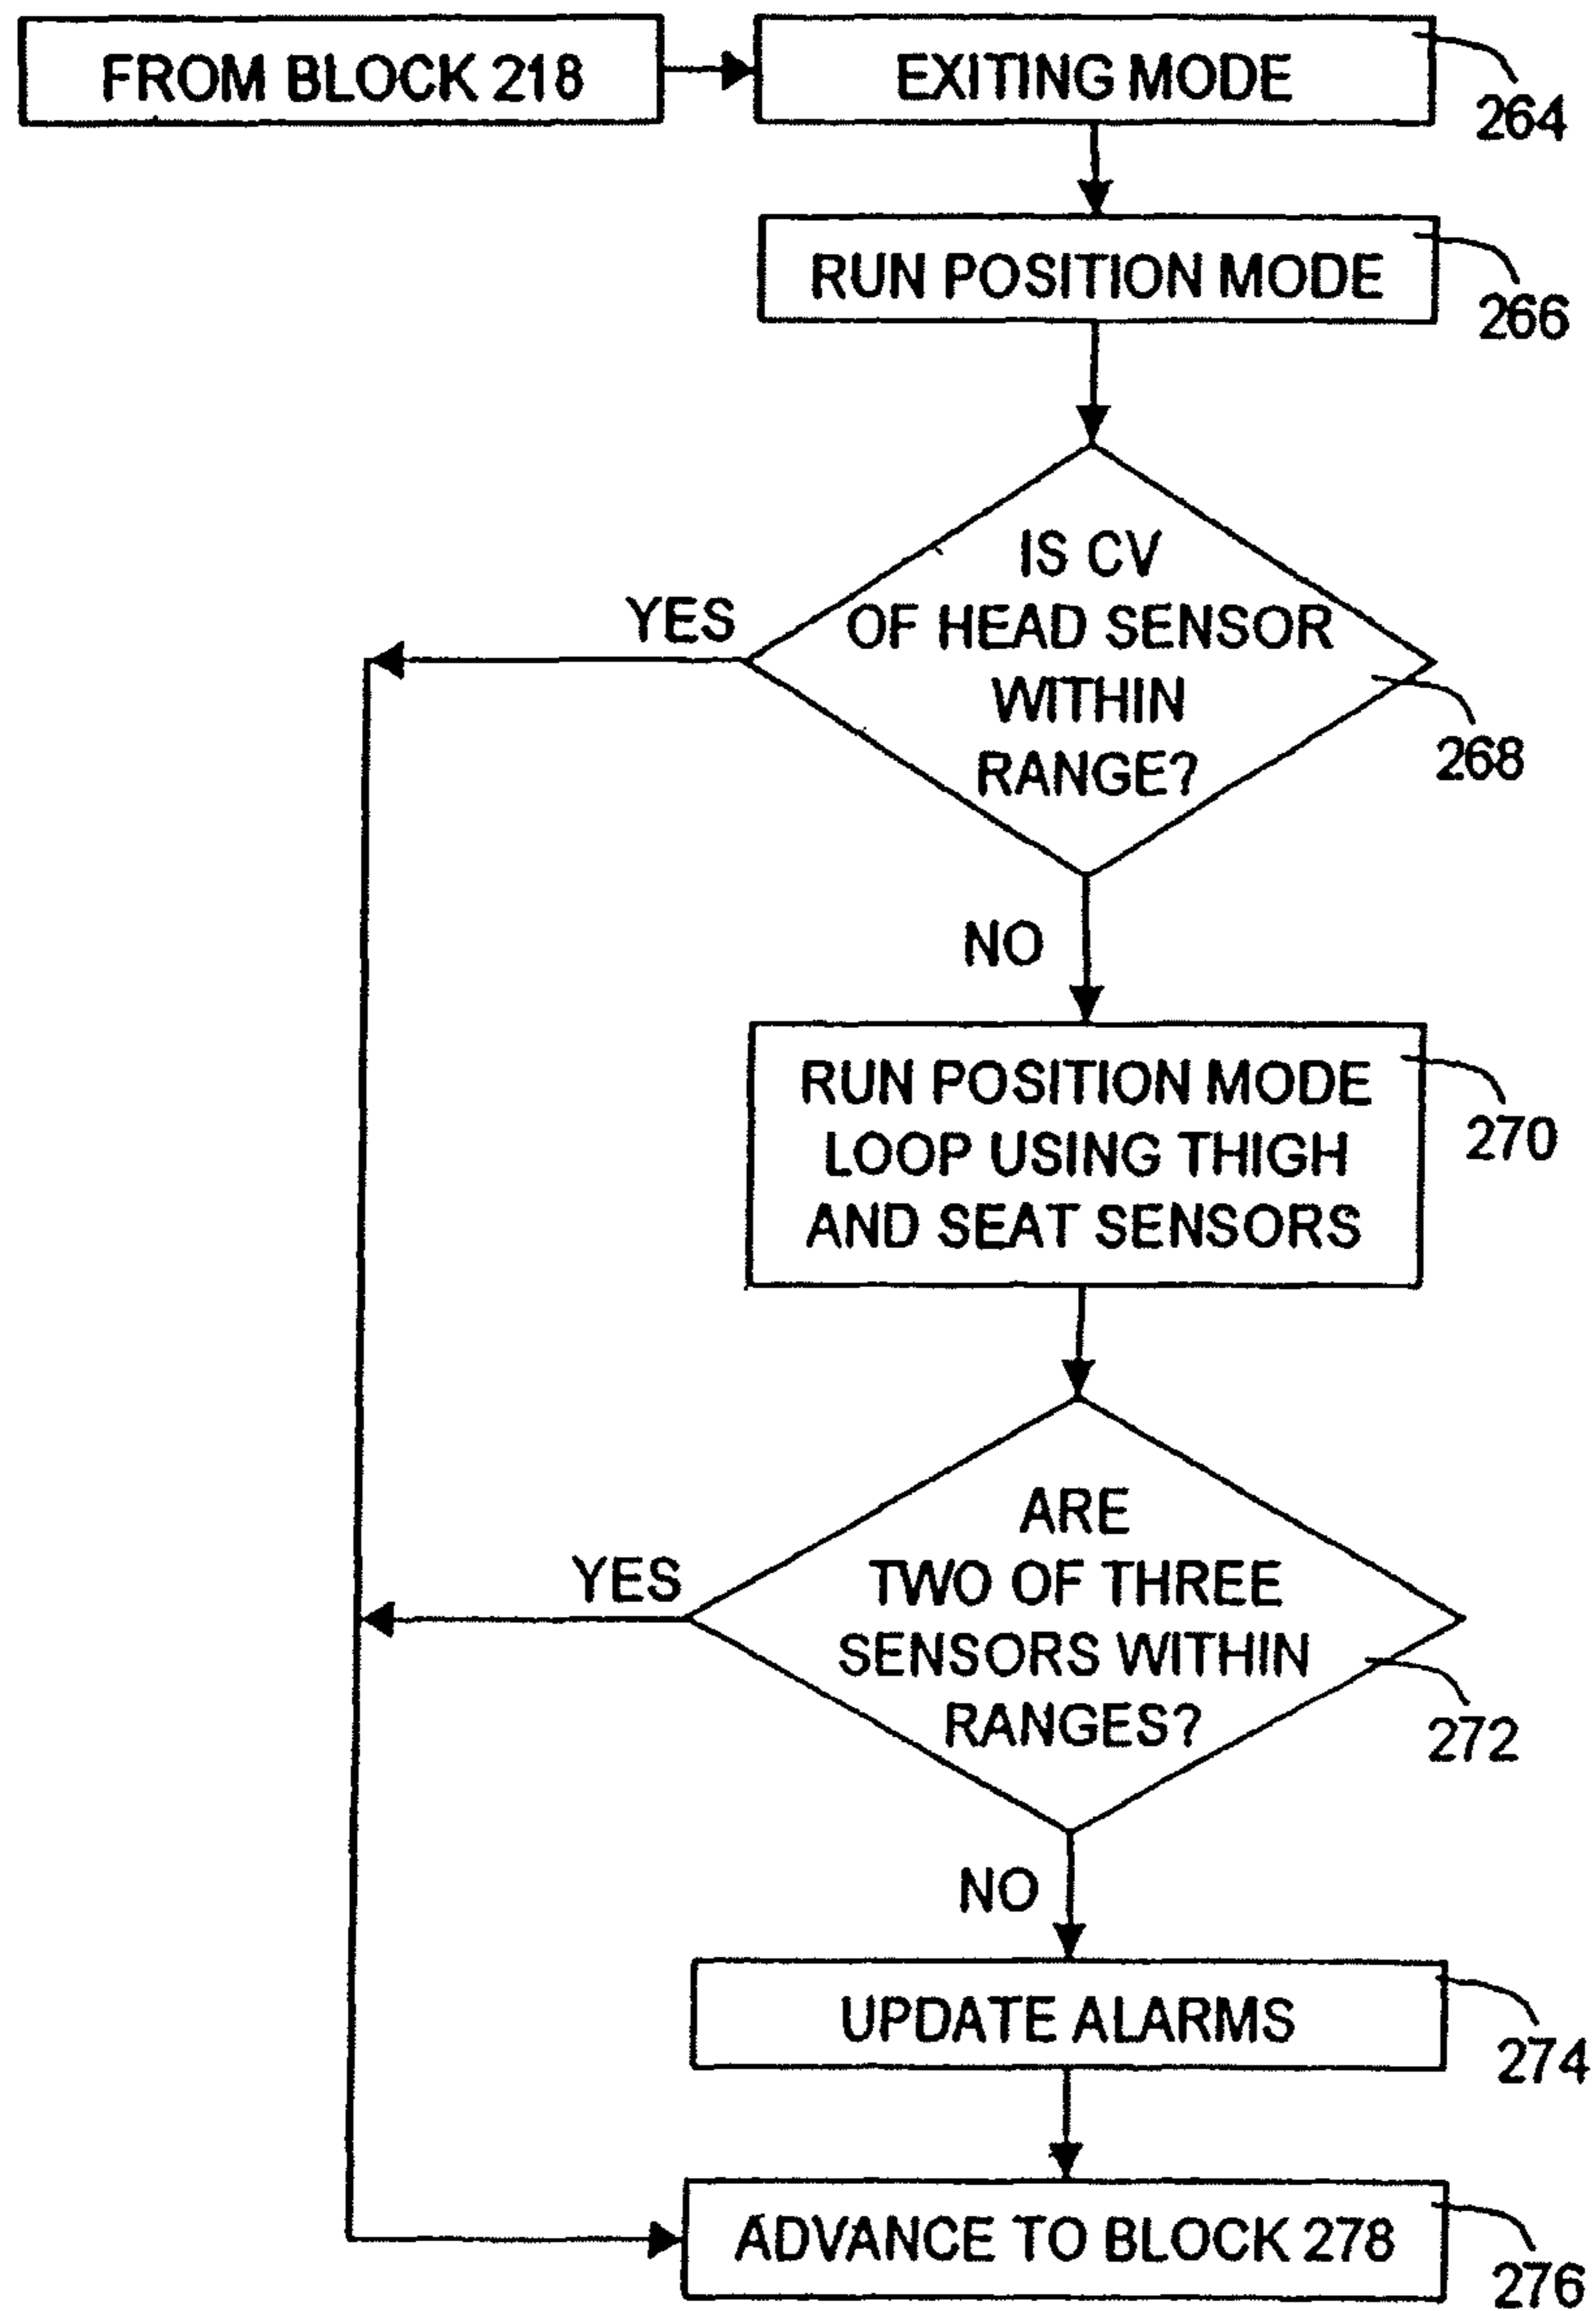 FROM BLOCK 218
EXITING MODE
264
RUN POSITION MODE
266
IS CV
OF HEAD SENSOR
WITHIN
RANGE?
268
YES
NO
RUN POSITION MODE
LOOP USING THIGH
AND SEAT SENSORS
270
ARE
TWO OF THREE
SENSORS WITHIN
RANGES?
272
YES
NO
UPDATE ALARMS
274
ADVANCE TO BLOCK 278
276